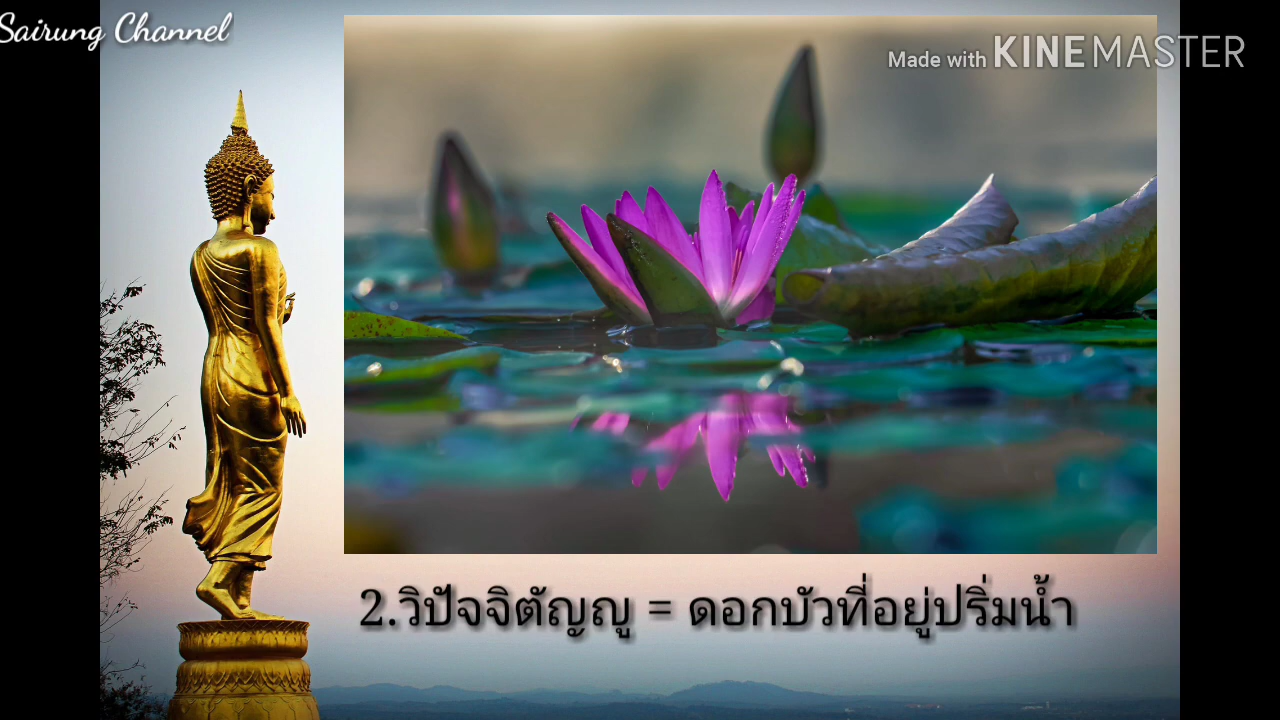 Sairung Channel
Made with KINEMASTER
2.วิปัจจิตัญญู = ดอกบัวที่อยู่ปริ่มน้ำ